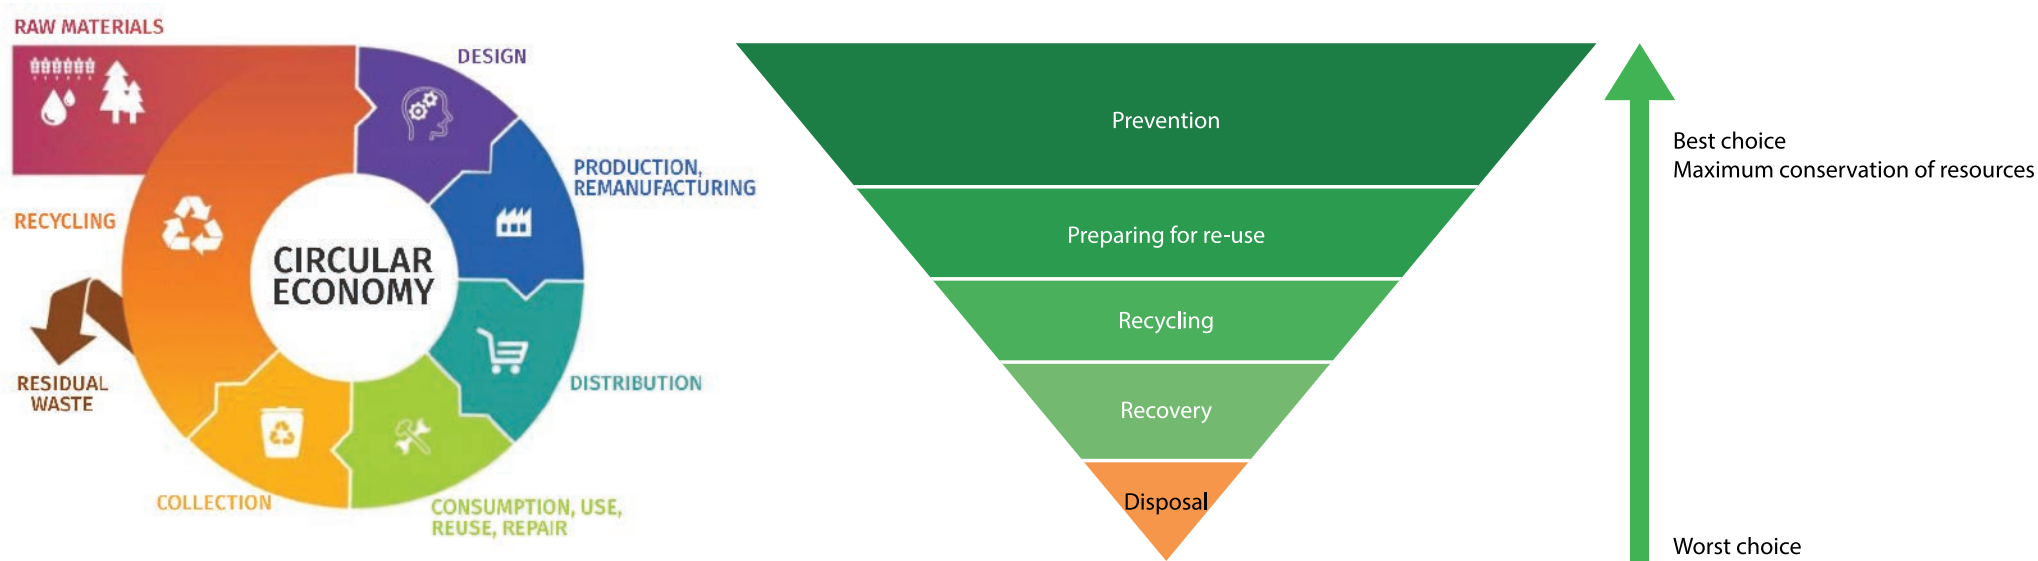 RAW MATERIALS
DESIGN
PRODUCTION,
REMANUFACTURING
RECYCLING
CIRCULAR
ECONOMY
RESIDUAL
WASTE
DISTRIBUTION
COLLECTION
CONSUMPTION, USE,
REUSE, REPAIR
Prevention
Preparing for re-use
Recycling
Recovery
Disposal
Best choice
Maximum conservation of resources
Worst choice